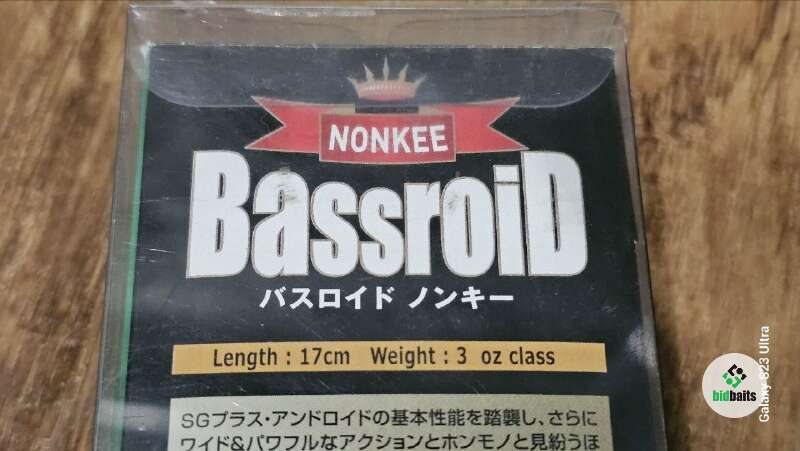 NONKEE
BassroiD
バスロイド ノンキー
Length : 17cm Weight : 3 oz class
SGプラス・アンドロイドの基本性能を踏襲し、さらに
ワイド&パワフルなアクションとホンモノと見紛うほ
bidbaits
Galaxy S23 Ultra